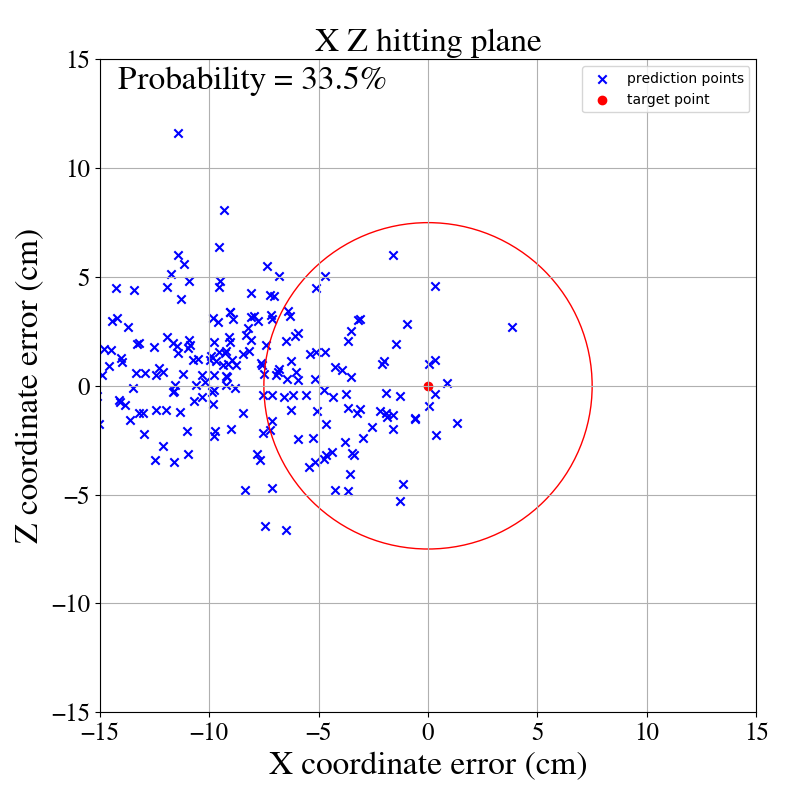 X Z hitting plane
Probability = 33.5%
prediction points
target point
Z coordinate error (cm)
15
10
5
0
−5
−10
−15
−15
−10
−5
0
5
10
15
X coordinate error (cm)